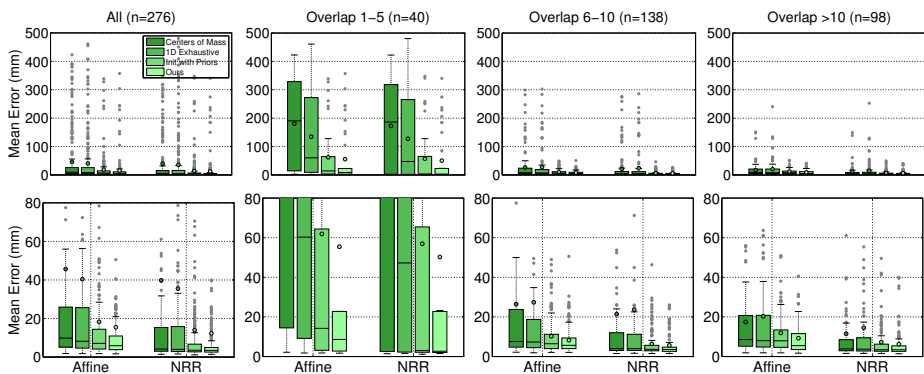 All (n=276)
Overlap 1−5 (n=40)
Overlap 6−10 (n=138)
Overlap >10 (n=98)
Mean Error (mm)
500
400
300
200
100
0
Centers of Mass
1D Exhaustive
Init with Priors
Ours
500
400
300
200
100
0
500
400
300
200
100
0
500
400
300
200
100
0
Mean Error (mm)
80
60
40
20
0
Affine
NRR
80
60
40
20
0
Affine
NRR
80
60
40
20
0
Affine
NRR
80
60
40
20
0
Affine
NRR